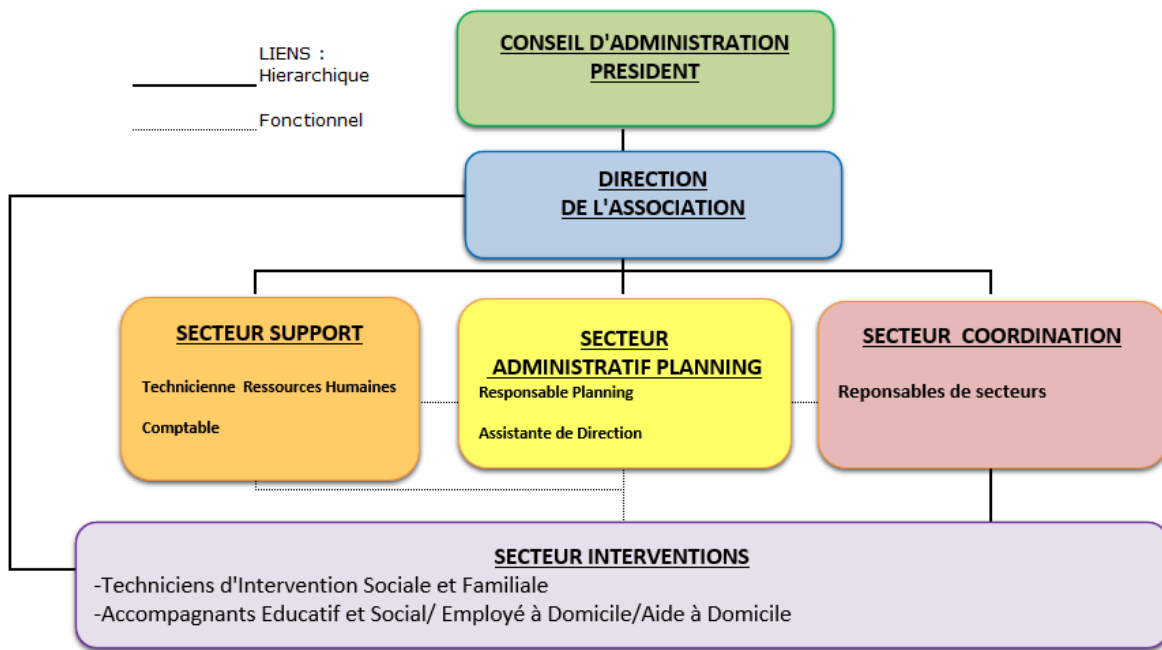 LIENS :
Hierarchique
Fonctionnel
CONSEIL D'ADMINISTRATION
PRESIDENT
DIRECTION
DE L'ASSOCIATION
SECTEUR SUPPORT
Technicienne Ressources Humaines
Comptable
SECTEUR
ADMINISTRATIF PLANNING
Responsable Planning
Assistante de Direction
SECTEUR COORDINATION
Reponsables de secteurs
SECTEUR INTERVENTIONS
-Techniciens d'Intervention Sociale et Familiale
-Accompagnants Educatif et Social/ Employé à Domicile/Aide à Domicile